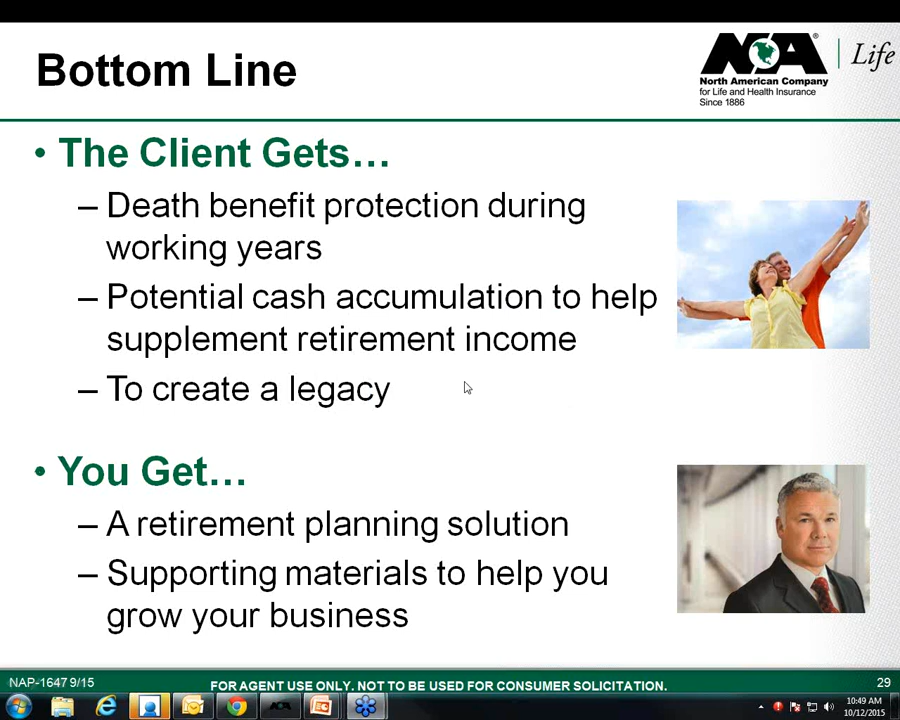 Bottom Line
NA
®
Life
North American Company
for Life and Health Insurance
Since 1886
• The Client Gets…
– Death benefit protection during
working years
– Potential cash accumulation to help
supplement retirement income
– To create a legacy
• You Get…
– A retirement planning solution
– Supporting materials to help you
grow your business
NAP-1647 9/15
FOR AGENT USE ONLY. NOT TO BE USED FOR CONSUMER SOLICITATION.
29
10:49 AM
10/12/2015